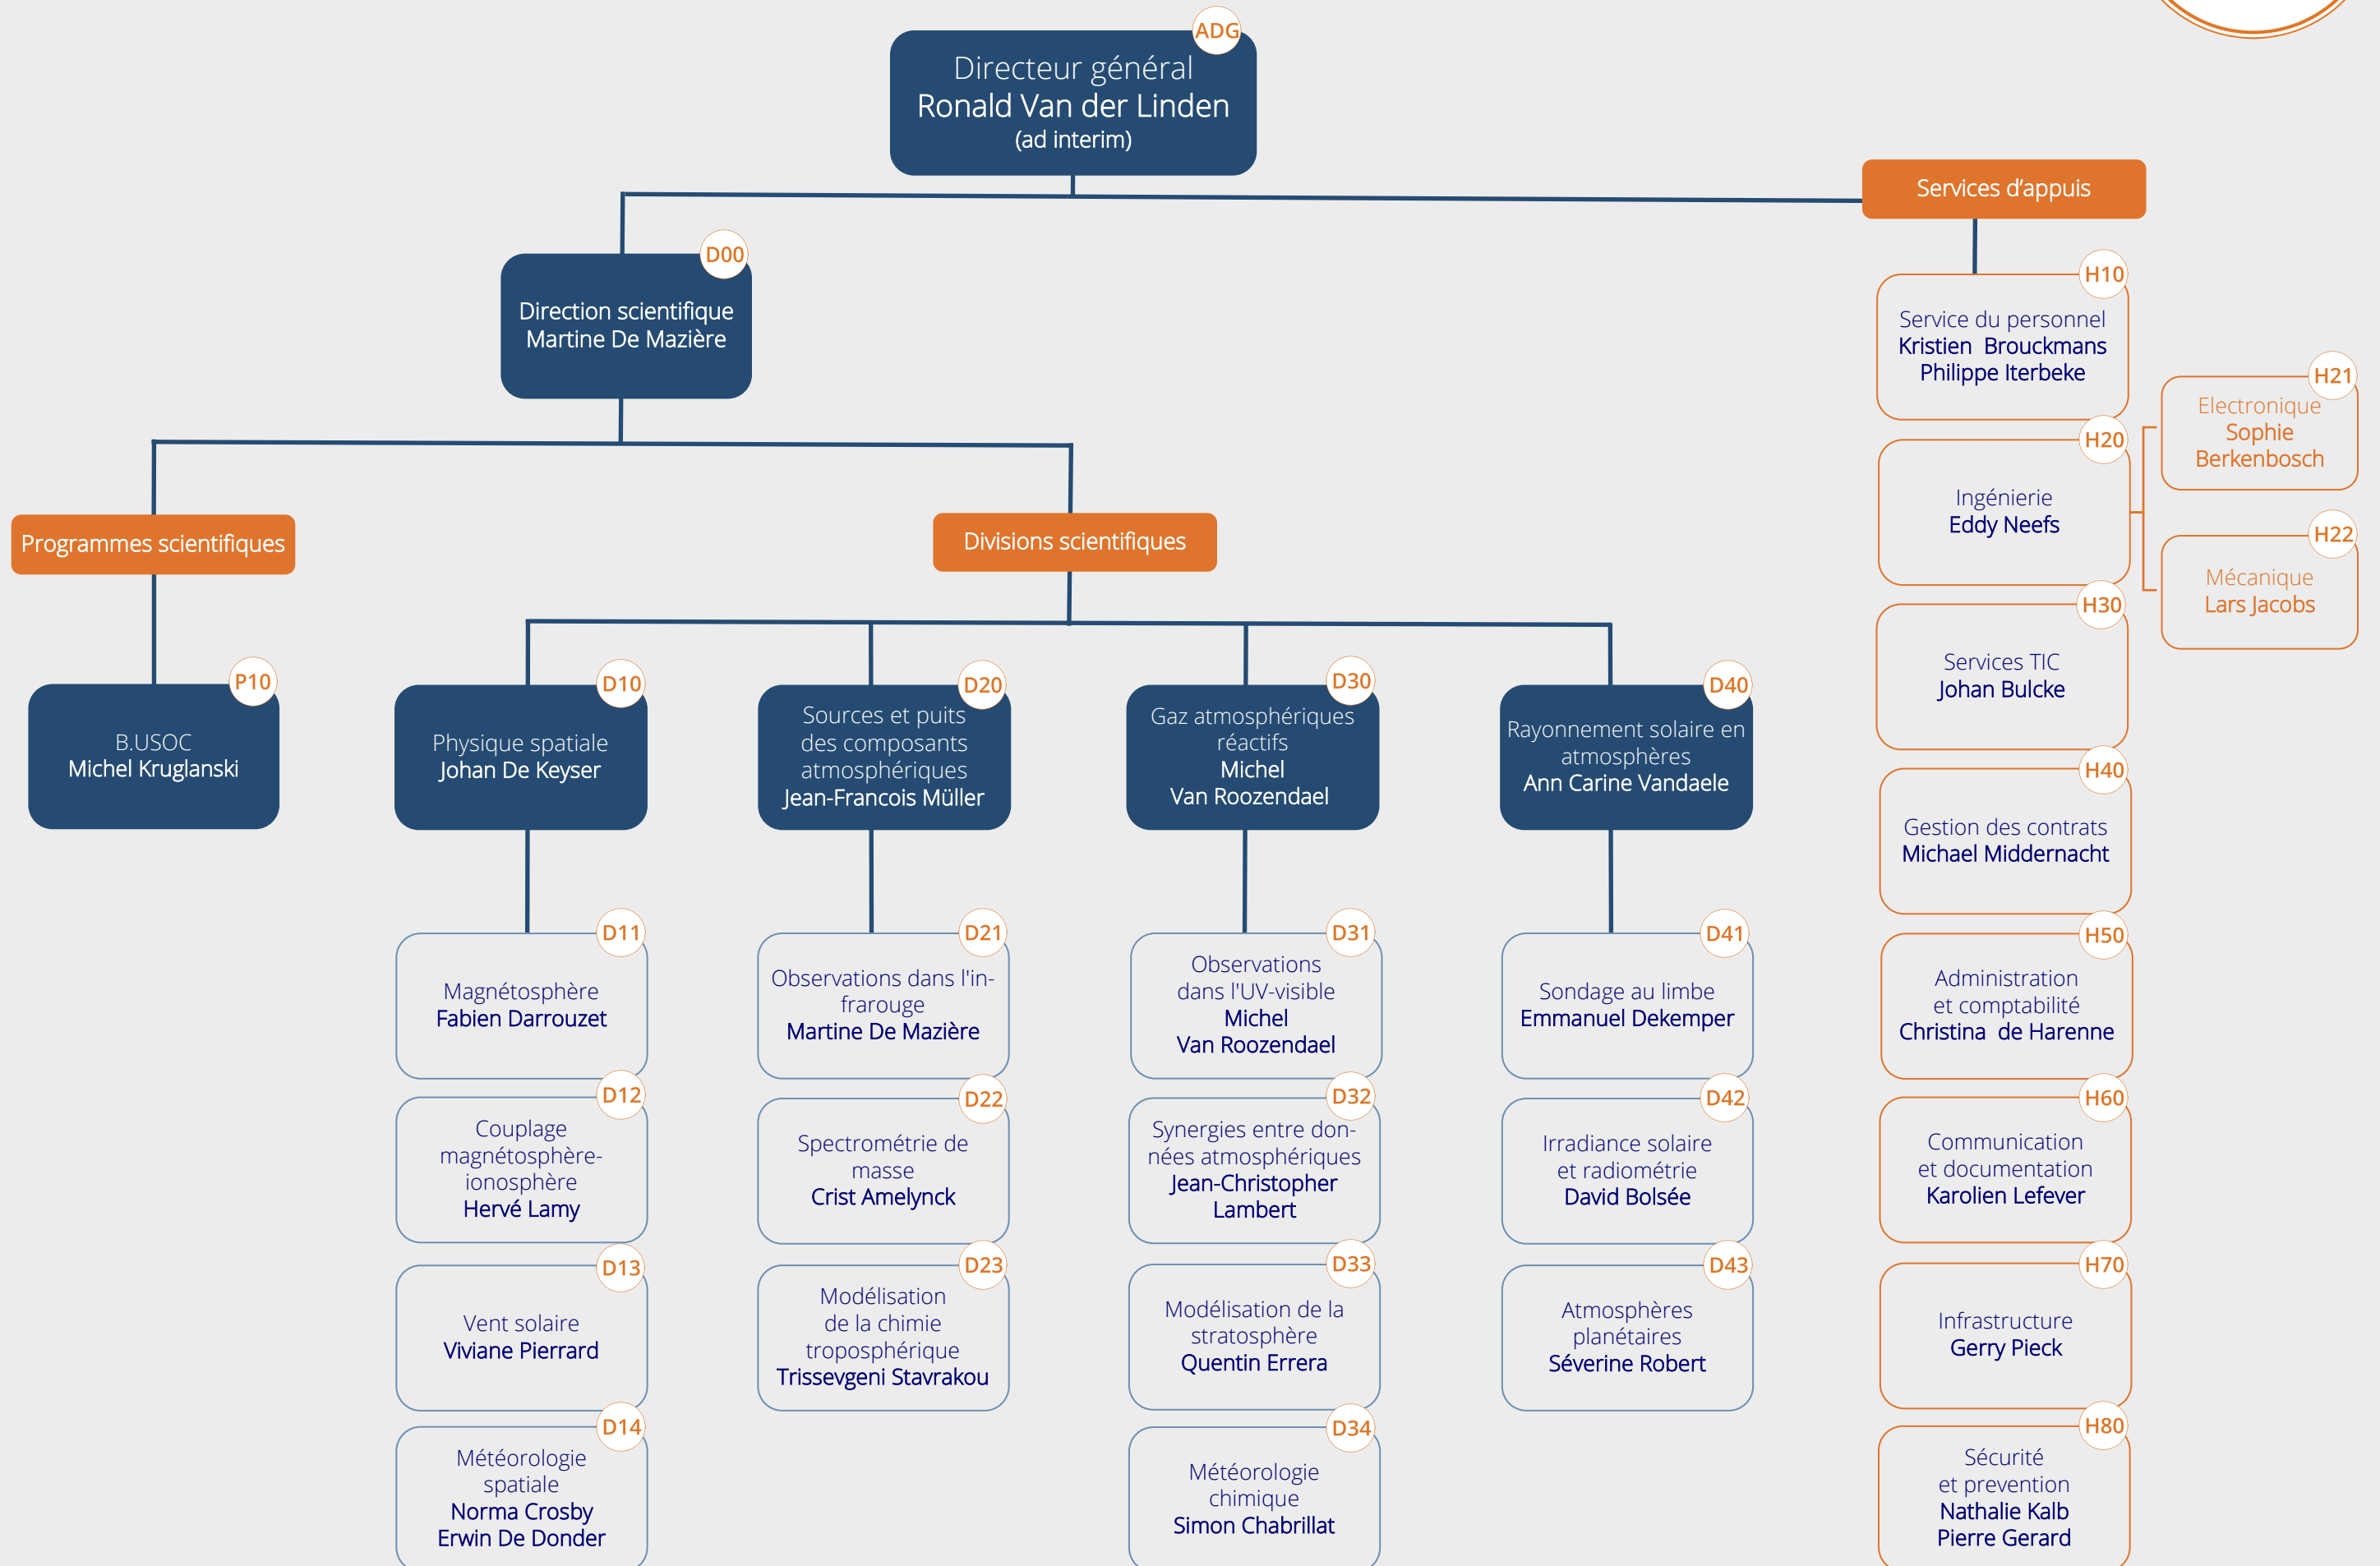 ADG
Directeur général
Ronald Van der Linden
(ad interim)
Services d’appuis
D00
Direction scientifique
Martine De Mazière
Programmes scientifiques
Divisions scientifiques
P10
B.USOC
Michel Kruglanski
D10
Physique spatiale
Johan De Keyser
D20
Sources et puits
des composants
atmosphériques
Jean-Francois Müller
D30
Gaz atmosphériques
réactifs
Michel
Van Roozendael
D40
Rayonnement solaire en
atmosphères
Ann Carine Vandaele
D11
Magnétosphère
Fabien Darrouzet
D12
Couplage
magnétosphère-
ionosphère
Hervé Lamy
D13
Vent solaire
Viviane Pierrard
D14
Météorologie
spatiale
Norma Crosby
Erwin De Donder
D21
Observations dans l'in-
frarouge
Martine De Mazière
D22
Spectrométrie de
masse
Crist Amelynck
D23
Modélisation
de la chimie
troposphérique
Trissevgeni Stavrakou
D31
Observations
dans l'UV-visible
Michel
Van Roozendael
D32
Synergies entre don-
nées atmosphériques
Jean-Christopher
Lambert
D33
Modélisation de la
stratosphère
Quentin Errera
D34
Météorologie
chimique
Simon Chabrillat
D41
Sondage au limbe
Emmanuel Dekemper
D42
Irradiance solaire
et radiométrie
David Bolsée
D43
Atmosphères
planétaires
Séverine Robert
H10
Service du personnel
Kristien  Brouckmans
Philippe Iterbeke
H20
Ingénierie
Eddy Neefs
H21
Electronique
Sophie
Berkenbosch
H22
Mécanique
Lars Jacobs
H30
Services TIC
Johan Bulcke
H40
Gestion des contrats
Michael Middernacht
H50
Administration
et comptabilité
Christina  de Harenne
H60
Communication
et documentation
Karolien Lefever
H70
Infrastructure
Gerry Pieck
H80
Sécurité
et prevention
Nathalie Kalb
Pierre Gerard